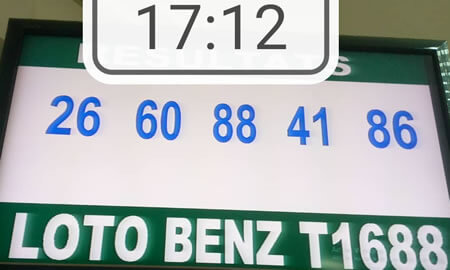 17:12
RESULTATS
26 60 88 41 86
LOTO BENZ T1688